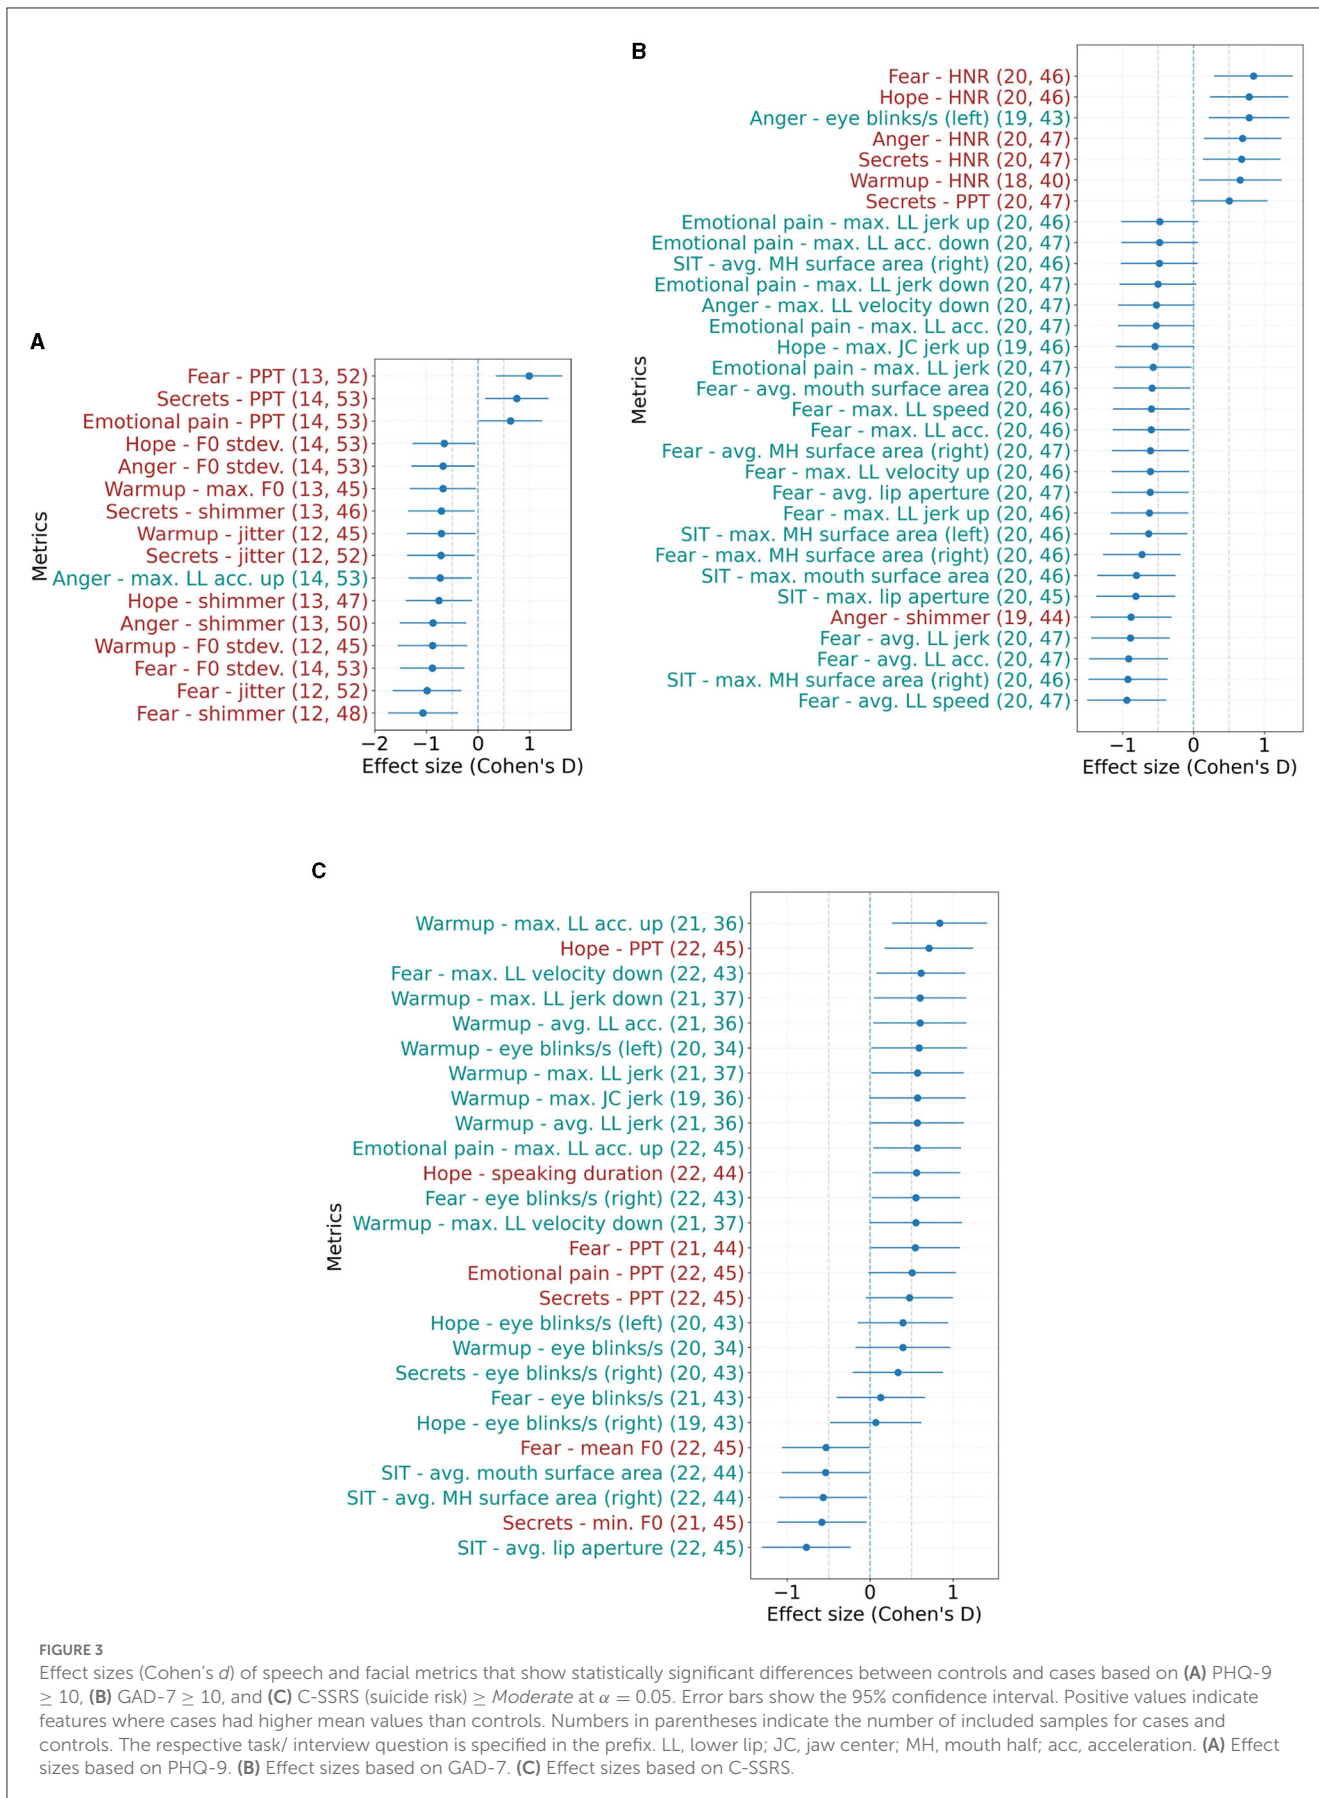 A
Metrics
Fear - PPT (13, 52)
Secrets - PPT (14, 53)
Emotional pain - PPT (14, 53)
Hope - F0 stdev. (14, 53)
Anger - F0 stdev. (14, 53)
Warmup - max. F0 (13, 45)
Secrets - shimmer (13, 46)
Warmup - jitter (12, 45)
Secrets - jitter (12, 52)
Anger - max. LL acc. up (14, 53)
Hope - shimmer (13, 47)
Anger - shimmer (13, 50)
Warmup - F0 stdev. (12, 45)
Fear - F0 stdev. (14, 53)
Fear - jitter (12, 52)
Fear - shimmer (12, 48)
−2 −1 0 1
Effect size (Cohen's D)
B
Metrics
Fear - HNR (20, 46)
Hope - HNR (20, 46)
Anger - eye blinks/s (left) (19, 43)
Anger - HNR (20, 47)
Secrets - HNR (20, 47)
Warmup - HNR (18, 40)
Secrets - PPT (20, 47)
Emotional pain - max. LL jerk up (20, 46)
Emotional pain - max. LL acc. down (20, 47)
SIT - avg. MH surface area (right) (20, 46)
Emotional pain - max. LL jerk down (20, 47)
Anger - max. LL velocity down (20, 47)
Emotional pain - max. LL acc. (20, 47)
Hope - max. JC jerk up (19, 46)
Emotional pain - max. LL jerk (20, 47)
Fear - avg. mouth surface area (20, 46)
Fear - max. LL speed (20, 46)
Fear - max. LL acc. (20, 46)
Fear - avg. MH surface area (right) (20, 47)
Fear - max. LL velocity up (20, 46)
Fear - avg. lip aperture (20, 47)
Fear - max. LL jerk up (20, 46)
SIT - max. MH surface area (left) (20, 46)
Fear - max. MH surface area (right) (20, 46)
SIT - max. mouth surface area (20, 46)
SIT - max. lip aperture (20, 45)
Anger - shimmer (19, 44)
Fear - avg. LL jerk (20, 47)
Fear - avg. LL acc. (20, 47)
SIT - max. MH surface area (right) (20, 46)
Fear - avg. LL speed (20, 47)
−1 0 1
Effect size (Cohen's D)
C
Metrics
Warmup - max. LL acc. up (21, 36)
Hope - PPT (22, 45)
Fear - max. LL velocity down (22, 43)
Warmup - max. LL jerk down (21, 37)
Warmup - avg. LL acc. (21, 36)
Warmup - eye blinks/s (left) (20, 34)
Warmup - max. LL jerk (21, 37)
Warmup - max. JC jerk (19, 36)
Warmup - avg. LL jerk (21, 36)
Emotional pain - max. LL acc. up (22, 45)
Hope - speaking duration (22, 44)
Fear - eye blinks/s (right) (22, 43)
Warmup - max. LL velocity down (21, 37)
Fear - PPT (21, 44)
Emotional pain - PPT (22, 45)
Secrets - PPT (22, 45)
Hope - eye blinks/s (left) (20, 43)
Warmup - eye blinks/s (20, 34)
Secrets - eye blinks/s (right) (20, 43)
Fear - eye blinks/s (21, 43)
Hope - eye blinks/s (right) (19, 43)
Fear - mean F0 (22, 45)
SIT - avg. mouth surface area (22, 44)
SIT - avg. MH surface area (right) (22, 44)
Secrets - min. F0 (21, 45)
SIT - avg. lip aperture (22, 45)
−1 0 1
Effect size (Cohen's D)
FIGURE 3
Effect sizes (Cohen's d) of speech and facial metrics that show statistically significant differences between controls and cases based on (A) PHQ-9
≥ 10, (B) GAD-7 ≥ 10, and (C) C-SSRS (suicide risk) ≥ Moderate at α = 0.05. Error bars show the 95% confidence interval. Positive values indicate
features where cases had higher mean values than controls. Numbers in parentheses indicate the number of included samples for cases and
controls. The respective task/ interview question is specified in the prefix. LL, lower lip; JC, jaw center; MH, mouth half; acc, acceleration. (A) Effect
sizes based on PHQ-9. (B) Effect sizes based on GAD-7. (C) Effect sizes based on C-SSRS.